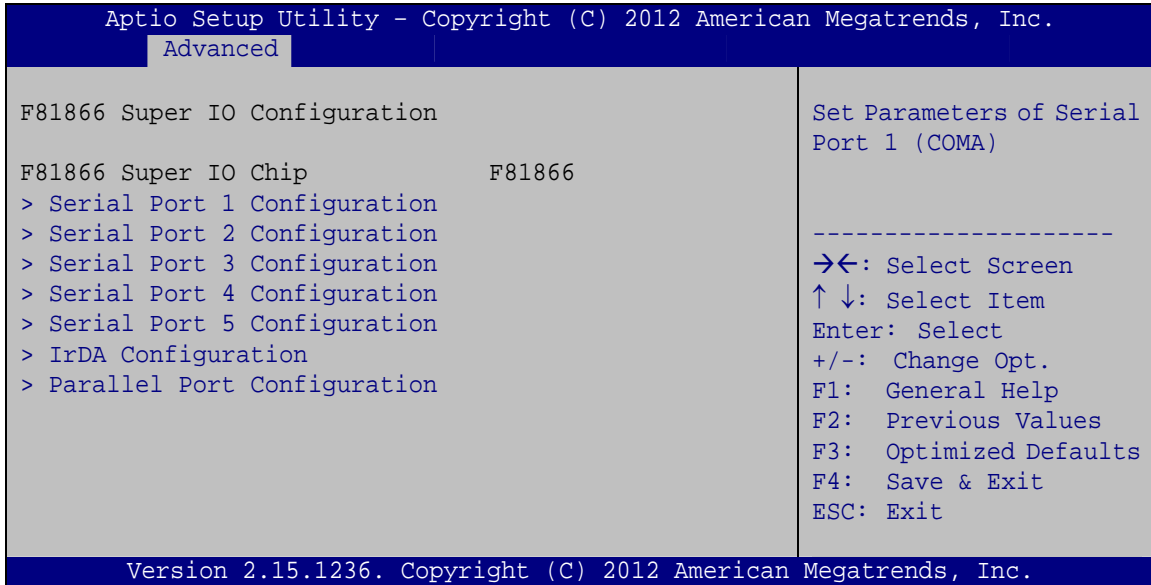 Aptio Setup Utility – Copyright (C) 2012 American Megatrends, Inc.
Advanced
F81866 Super IO Configuration
F81866 Super IO Chip F81866
> Serial Port 1 Configuration
> Serial Port 2 Configuration
> Serial Port 3 Configuration
> Serial Port 4 Configuration
> Serial Port 5 Configuration
> IrDA Configuration
> Parallel Port Configuration
Set Parameters of Serial
Port 1 (COMA)
---------------------
→←: Select Screen
↑ ↓: Select Item
Enter: Select
+/-: Change Opt.
F1: General Help
F2: Previous Values
F3: Optimized Defaults
F4: Save & Exit
ESC: Exit
Version 2.15.1236. Copyright (C) 2012 American Megatrends, Inc.